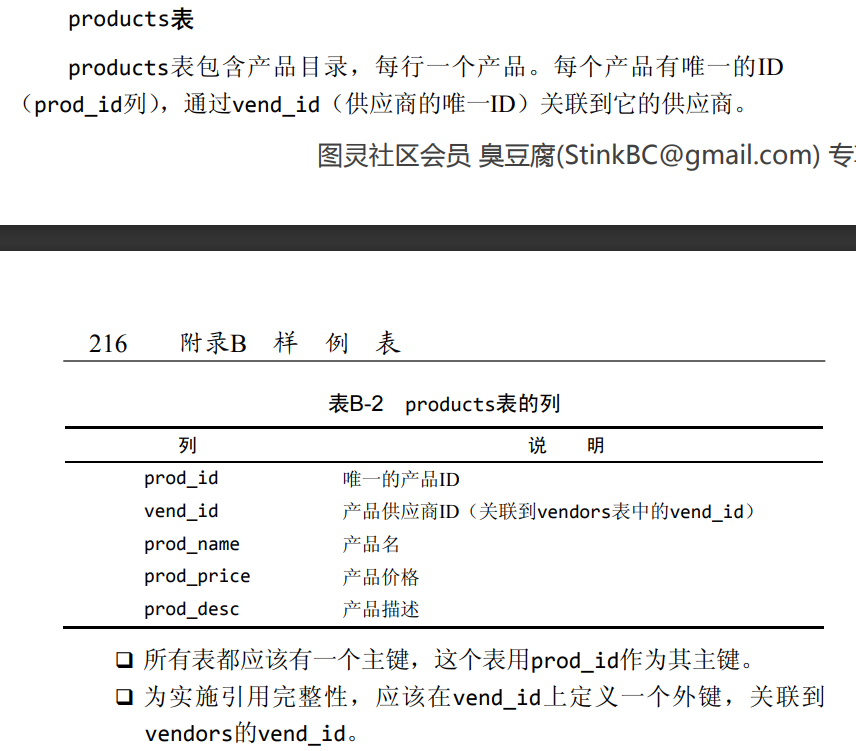 products表
products表包含产品目录，每行一个产品。每个产品有唯一的ID
（prod_id列），通过vend_id（供应商的唯一ID）关联到它的供应商。
图灵社区会员 臭豆腐(StinkBC@gmail.com) 专
216 附录B 样 例 表
表B-2 products表的列
列 说 明
prod_id 唯一的产品ID
vend_id 产品供应商ID（关联到vendors表中的vend_id）
prod_name 产品名
prod_price 产品价格
prod_desc 产品描述
❑ 所有表都应该有一个主键，这个表用prod_id作为其主键。
❑ 为实施引用完整性，应该在vend_id上定义一个外键，关联到
vendors的vend_id。